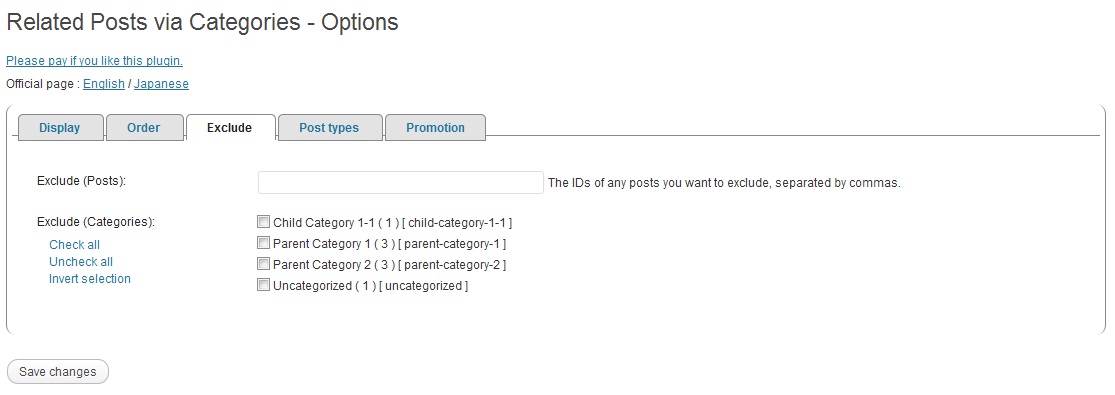 Related Posts via Categories - Options
Please pay if you like this plugin.
Official page : English / Japanese
Display Order Exclude Post types Promotion
Exclude (Posts): The IDs of any posts you want to exclude, separated by commas.
Exclude (Categories):
Check all
Uncheck all
Invert selection
Child Category 1-1 ( 1 ) [ child-category-1-1 ]
Parent Category 1 ( 3 ) [ parent-category-1 ]
Parent Category 2 ( 3 ) [ parent-category-2 ]
Uncategorized ( 1 ) [ uncategorized ]
Save changes